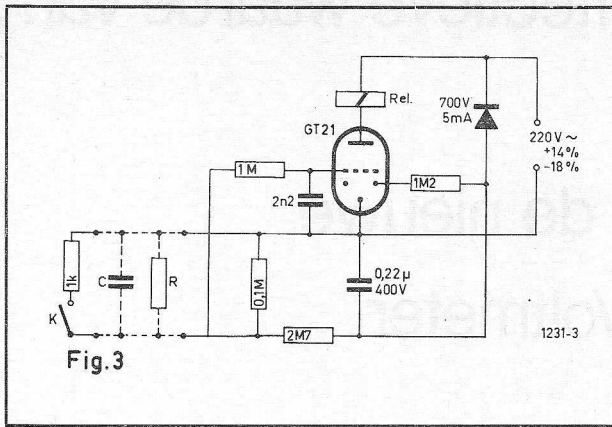 Rel.
700V
5mA
GT21
220V ~
+14%
-18%
1M
1M2
2n2
1k
C
R
0,1M
0,22µ
400V
K
2M7
1231-3
Fig.3